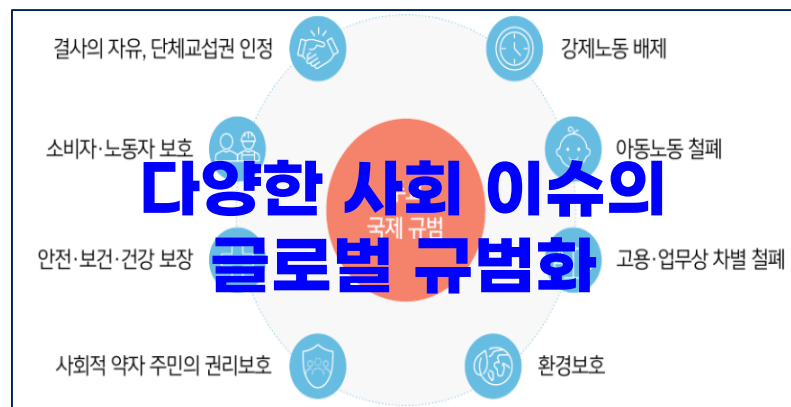 결사의 자유, 단체교섭권 인정
강제노동 배제
소비자·노동자 보호
아동노동 철폐
다양한 사회 이슈의
국제 규범
글로벌 규범화
안전·보건·건강 보장
고용·업무상 차별 철폐
사회적 약자 주민의 권리보호
환경보호